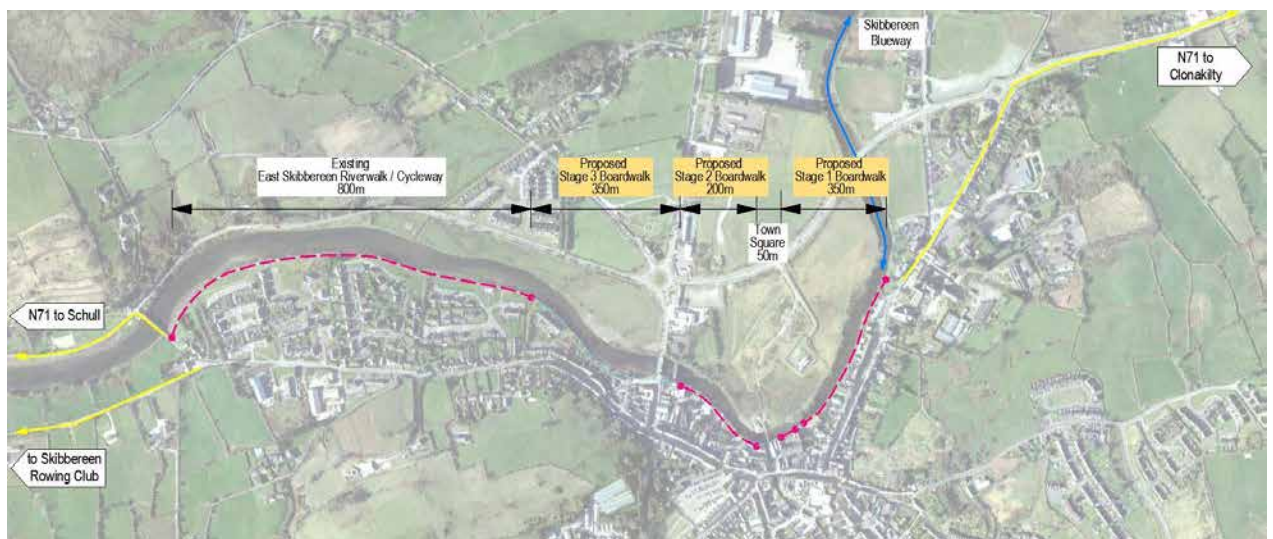 Skibbereen
Blueway
N71 to
Clonakilty
Existing
East Skibbereen Riverwalk / Cycleway
800m
Proposed
Stage 3 Boardwalk
350m
Proposed
Stage 2 Boardwalk
200m
Proposed
Stage 1 Boardwalk
350m
Town
Square
50m
N71 to Schull
to Skibbereen
Rowing Club